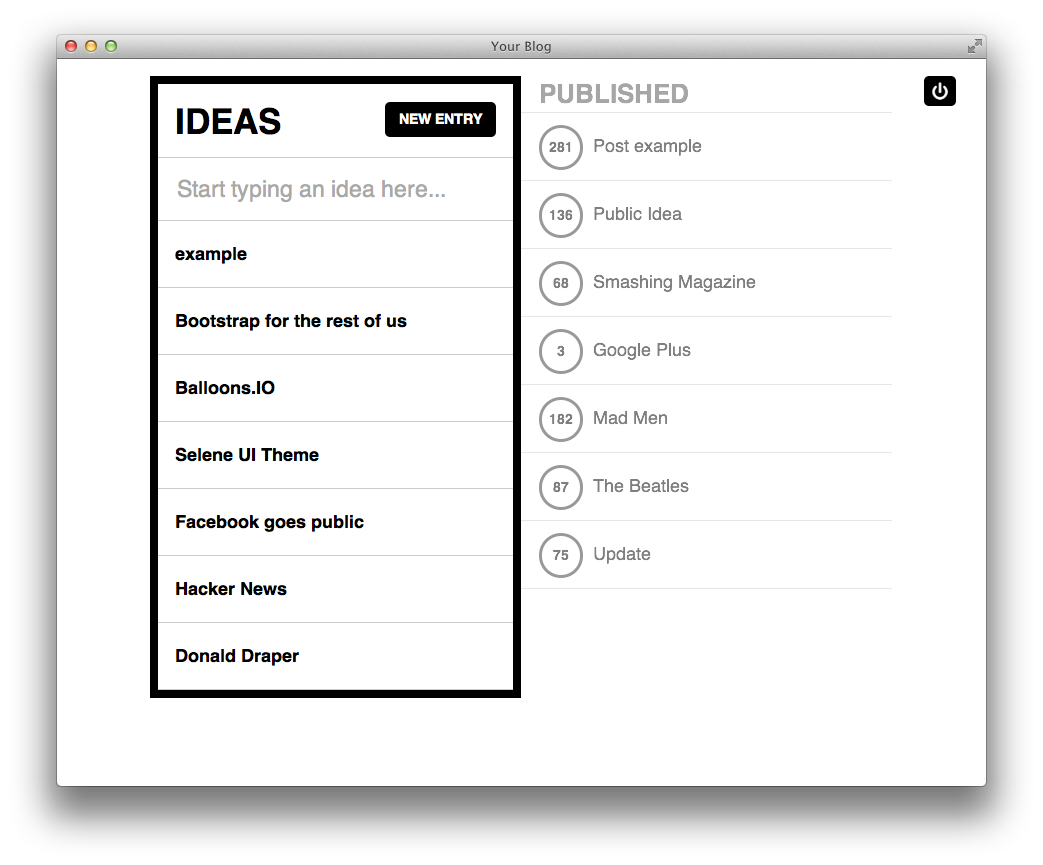 Your Blog
IDEAS
NEW ENTRY
Start typing an idea here...
example
Bootstrap for the rest of us
Balloons.IO
Selene UI Theme
Facebook goes public
Hacker News
Donald Draper
PUBLISHED
281 Post example
136 Public Idea
68 Smashing Magazine
3 Google Plus
182 Mad Men
87 The Beatles
75 Update